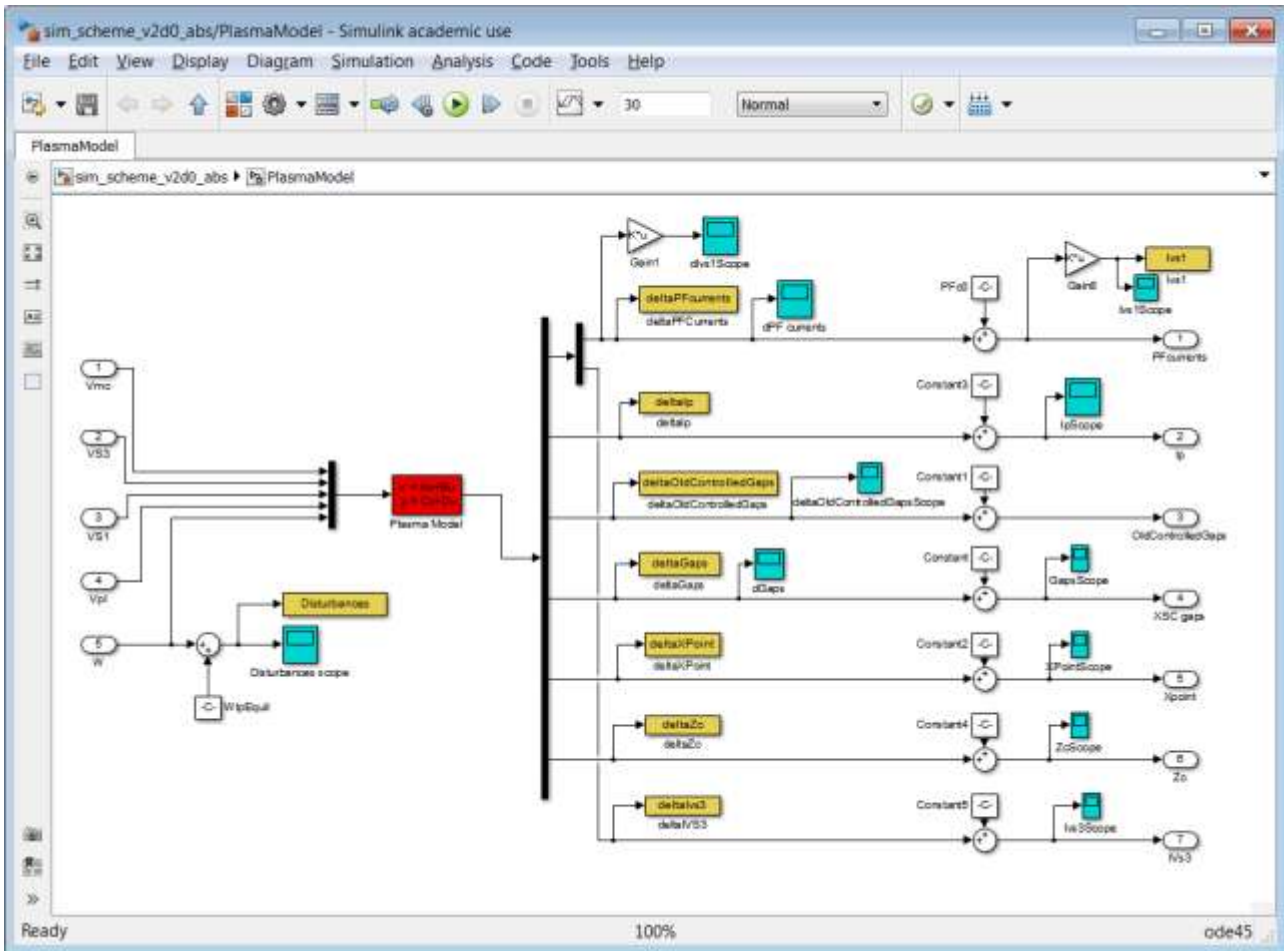 sim_scheme_v2d0_abs/PlasmaModel - Simulink academic use
File Edit View Display Diagram Simulation Analysis Code Tools Help
30 Normal
PlasmaModel
sim_scheme_v2d0_abs PlasmaModel
K*u
Gain1
dIvs1Scope
K*u
Gain6
Ivs1
Ivs1
Ivs1Scope
deltaPFcurrents
deltaPFCurrents
dPF currents
PFc0
-C-
1
PFcurrents
1
Vmc
deltaIp
deltaIp
Constant3
-C-
IpScope
2
Ip
2
VS3
deltaOldControlledGaps
deltaOldControlledGaps
deltaOldControlledGapsScope
Constant1
-C-
3
OldControlledGaps
Plasma Model
3
VS1
deltaGaps
deltaGaps
dGaps
Constant
-C-
GapsScope
4
XSC gaps
4
Vpl
Disturbances
5
W
Disturbances scope
-C-
WIpEquil
deltaXPoint
deltaXPoint
Constant2
-C-
XPointScope
5
Xpoint
deltaZc
deltaZc
Constant4
-C-
ZcScope
6
Zc
deltaIvs3
deltaIVS3
Constant5
-C-
Ivs3Scope
7
IVs3
Ready 100% ode45